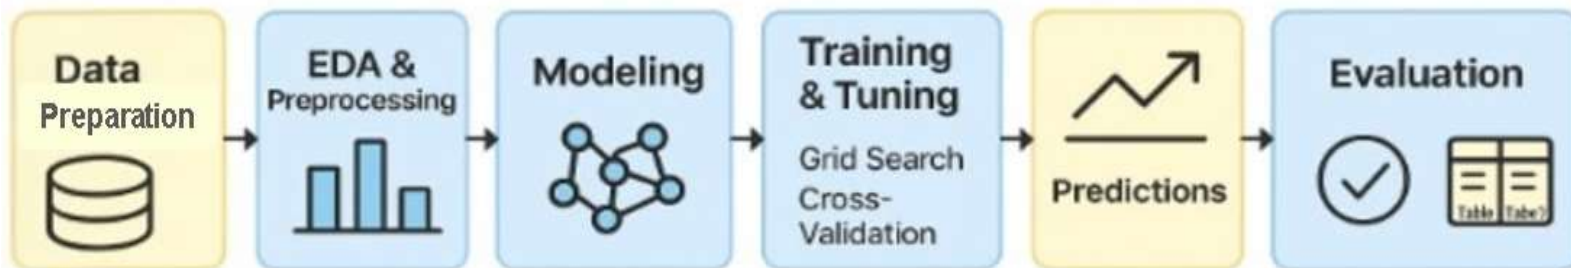 Data
Preparation
EDA &
Preprocessing
Modeling
Training
& Tuning
Grid Search
Cross-
Validation
Predictions
Evaluation
Table